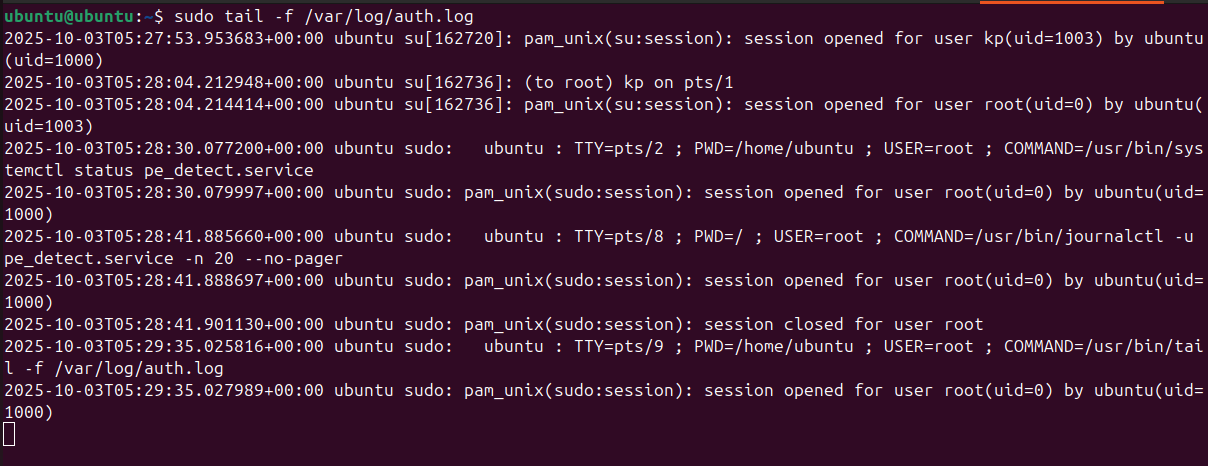 ubuntu@ubuntu:~$ sudo tail -f /var/log/auth.log
2025-10-03T05:27:53.953683+00:00 ubuntu su[162720]: pam_unix(su:session): session opened for user kp(uid=1003) by ubuntu
(uid=1000)
2025-10-03T05:28:04.212948+00:00 ubuntu su[162736]: (to root) kp on pts/1
2025-10-03T05:28:04.214414+00:00 ubuntu su[162736]: pam_unix(su:session): session opened for user root(uid=0) by ubuntu(
uid=1003)
2025-10-03T05:28:30.077200+00:00 ubuntu sudo:   ubuntu : TTY=pts/2 ; PWD=/home/ubuntu ; USER=root ; COMMAND=/usr/bin/sys
temctl status pe_detect.service
2025-10-03T05:28:30.079997+00:00 ubuntu sudo: pam_unix(sudo:session): session opened for user root(uid=0) by ubuntu(uid=
1000)
2025-10-03T05:28:41.885660+00:00 ubuntu sudo:   ubuntu : TTY=pts/8 ; PWD=/ ; USER=root ; COMMAND=/usr/bin/journalctl -u
pe_detect.service -n 20 --no-pager
2025-10-03T05:28:41.888697+00:00 ubuntu sudo: pam_unix(sudo:session): session opened for user root(uid=0) by ubuntu(uid=
1000)
2025-10-03T05:28:41.901130+00:00 ubuntu sudo: pam_unix(sudo:session): session closed for user root
2025-10-03T05:29:35.025816+00:00 ubuntu sudo:   ubuntu : TTY=pts/9 ; PWD=/home/ubuntu ; USER=root ; COMMAND=/usr/bin/tai
l -f /var/log/auth.log
2025-10-03T05:29:35.027989+00:00 ubuntu sudo: pam_unix(sudo:session): session opened for user root(uid=0) by ubuntu(uid=
1000)